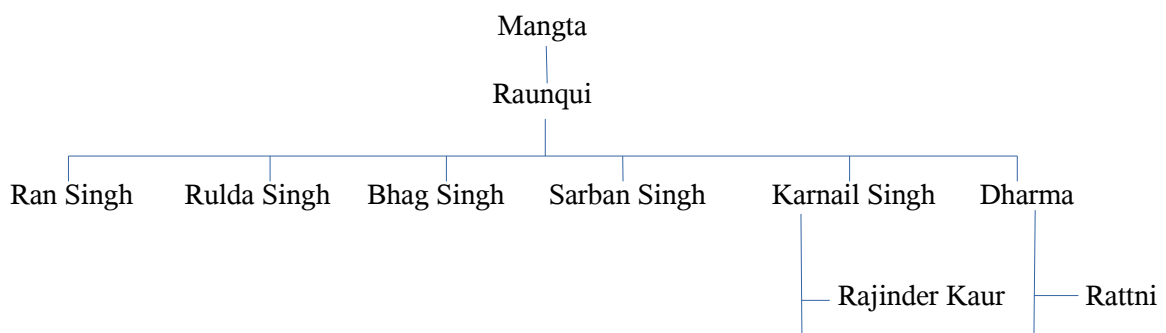 Mangta
Raunqui
Ran Singh Rulda Singh Bhag Singh Sarban Singh Karnail Singh Dharma
Rajinder Kaur Rattni